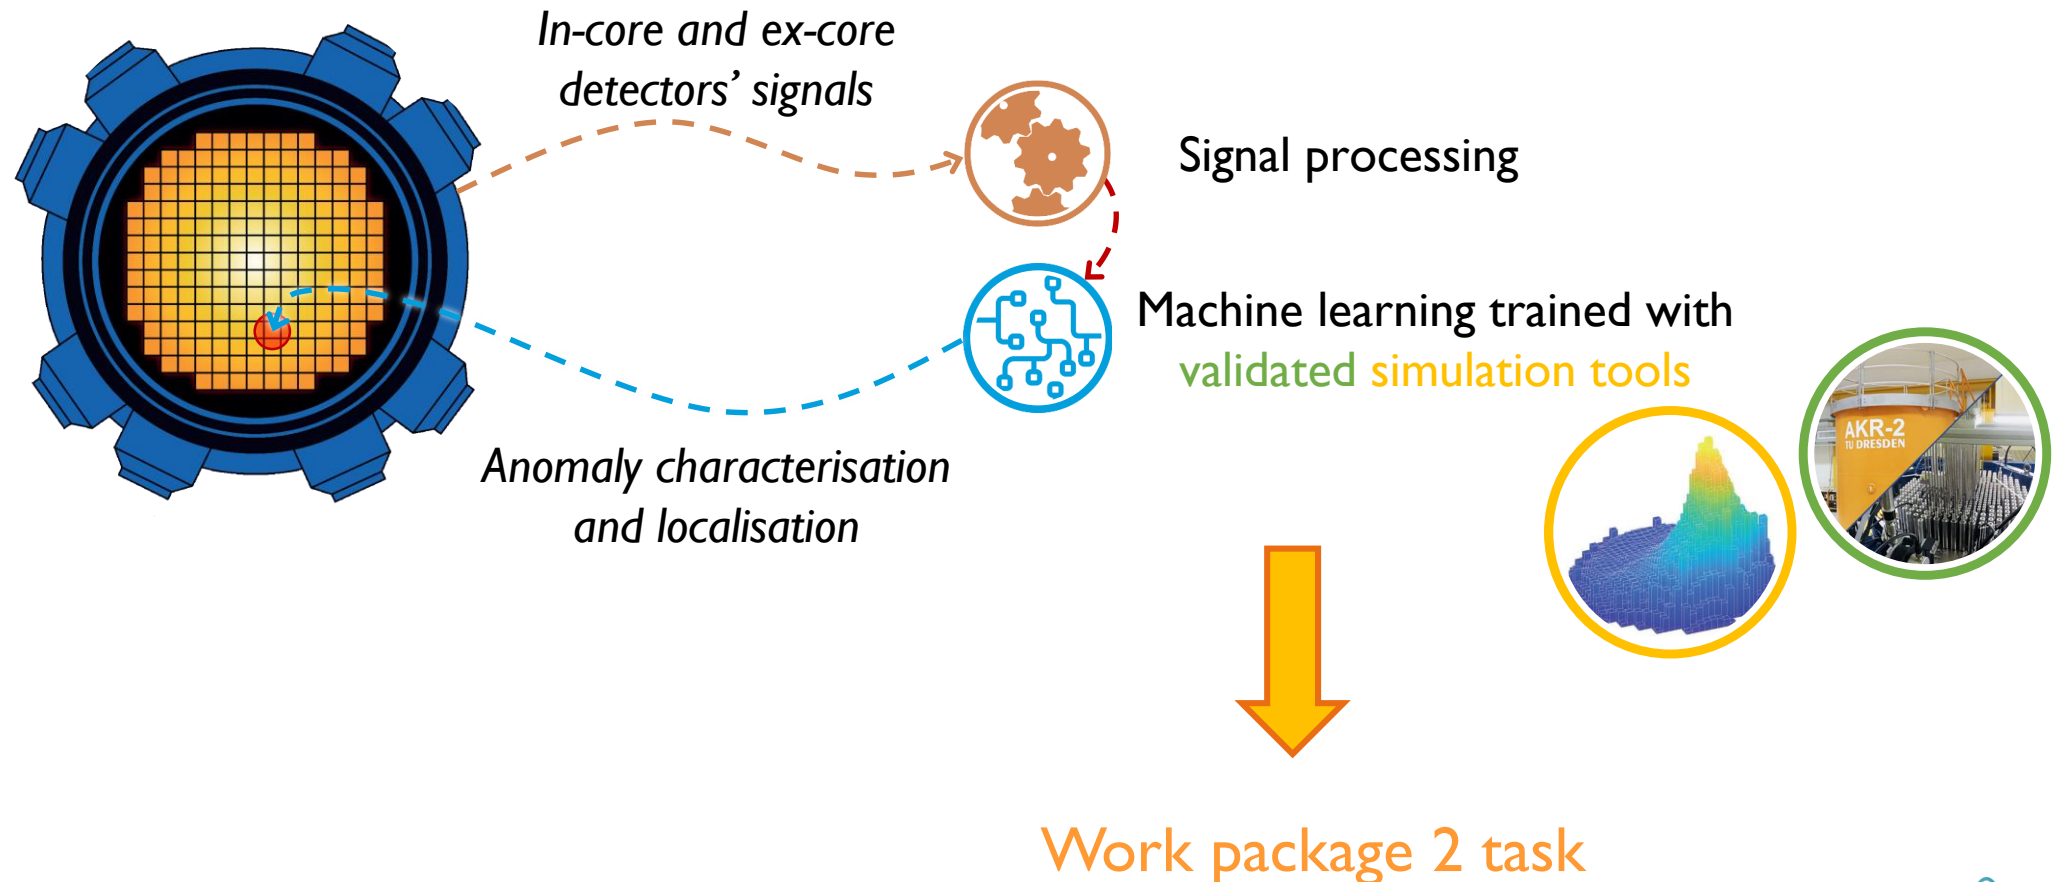 In-core and ex-core
detectors’ signals
Signal processing
Machine learning trained with
validated simulation tools
AKR-2
TU DRESDEN
Anomaly characterisation
and localisation
Work package 2 task